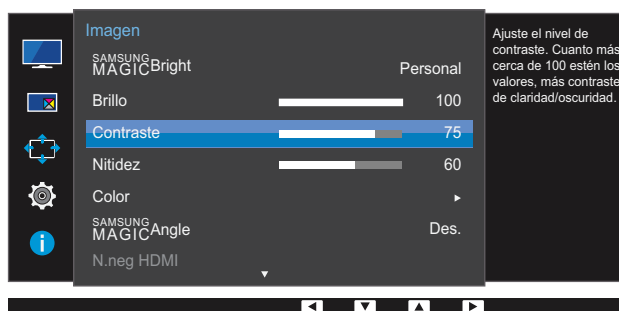 Imagen
SAMSUNG MAGICBright Personal
Brillo 100
Contraste 75
Nitidez 60
Color
SAMSUNG MAGICAngle Des.
N.neg HDMI
Ajuste el nivel de
contraste. Cuanto más
cerca de 100 estén los
valores, más contraste
de claridad/oscuridad.